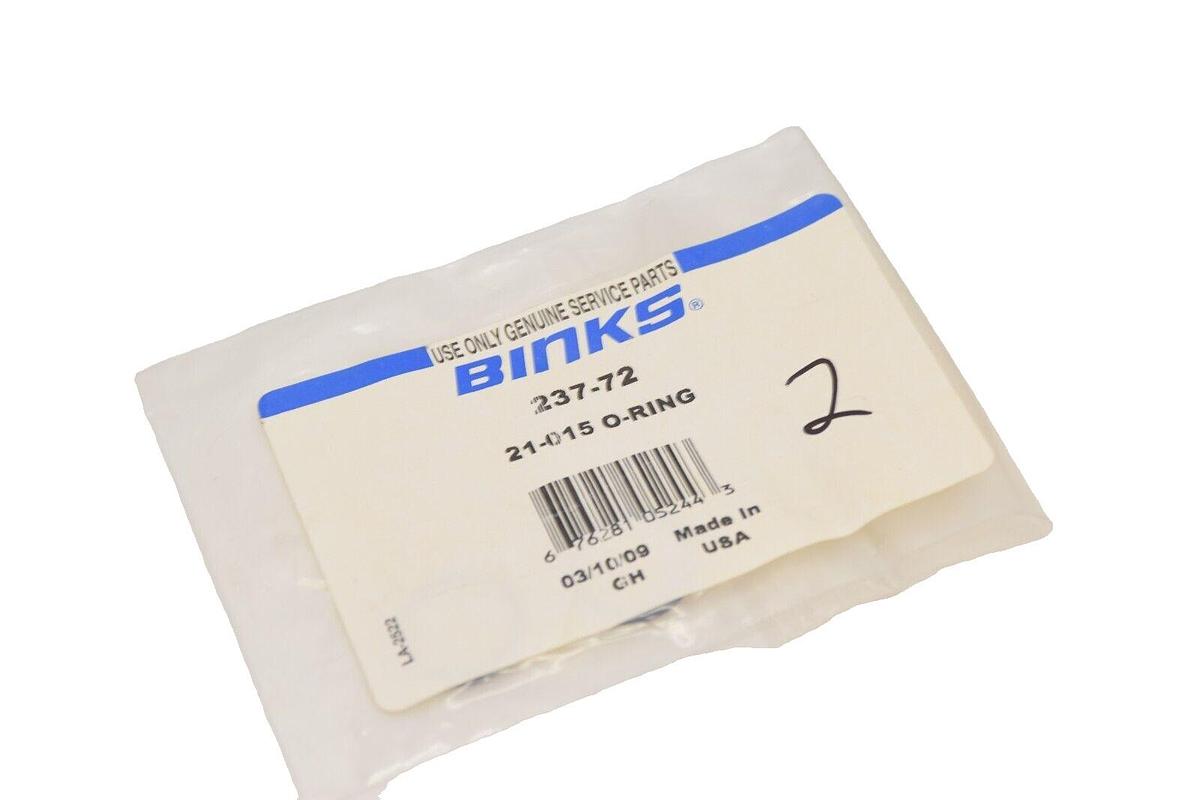 USE ONLY GENUINE SERVICE PARTS
BINKS®
237-72
21-015 O-RING
2
6 76281 05244 3
03/10/09 Made In
GH USA
LA-2522